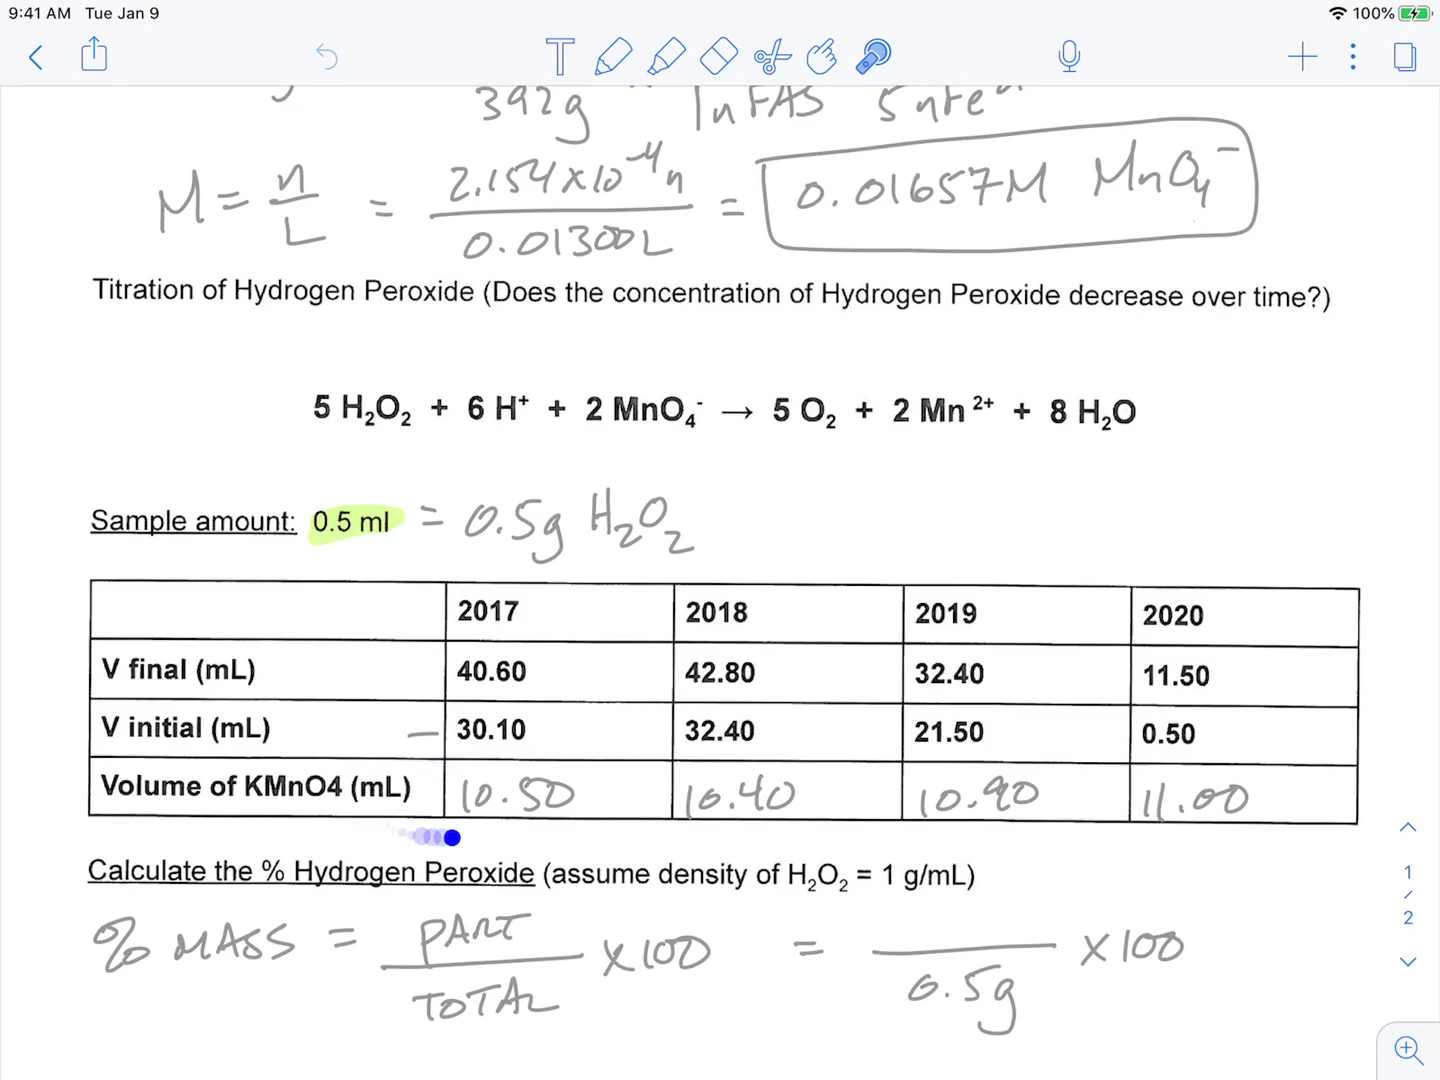 9:41 AM Tue Jan 9
100%
392g
1n FAS
M = n/L = 2.154×10⁻⁴n / 0.01300L = 0.01657M MnO₄⁻
Titration of Hydrogen Peroxide (Does the concentration of Hydrogen Peroxide decrease over time?)
5 H₂O₂ + 6 H⁺ + 2 MnO₄⁻ → 5 O₂ + 2 Mn ²⁺ + 8 H₂O
Sample amount: 0.5 ml = 0.5g H₂O₂
2017 2018 2019 2020
V final (mL) 40.60 42.80 32.40 11.50
V initial (mL) — 30.10 32.40 21.50 0.50
Volume of KMnO4 (mL) 10.50 10.40 10.90 11.00
Calculate the % Hydrogen Peroxide (assume density of H₂O₂ = 1 g/mL)
% MASS = PART / TOTAL × 100 = / 0.5g × 100
1
/
2